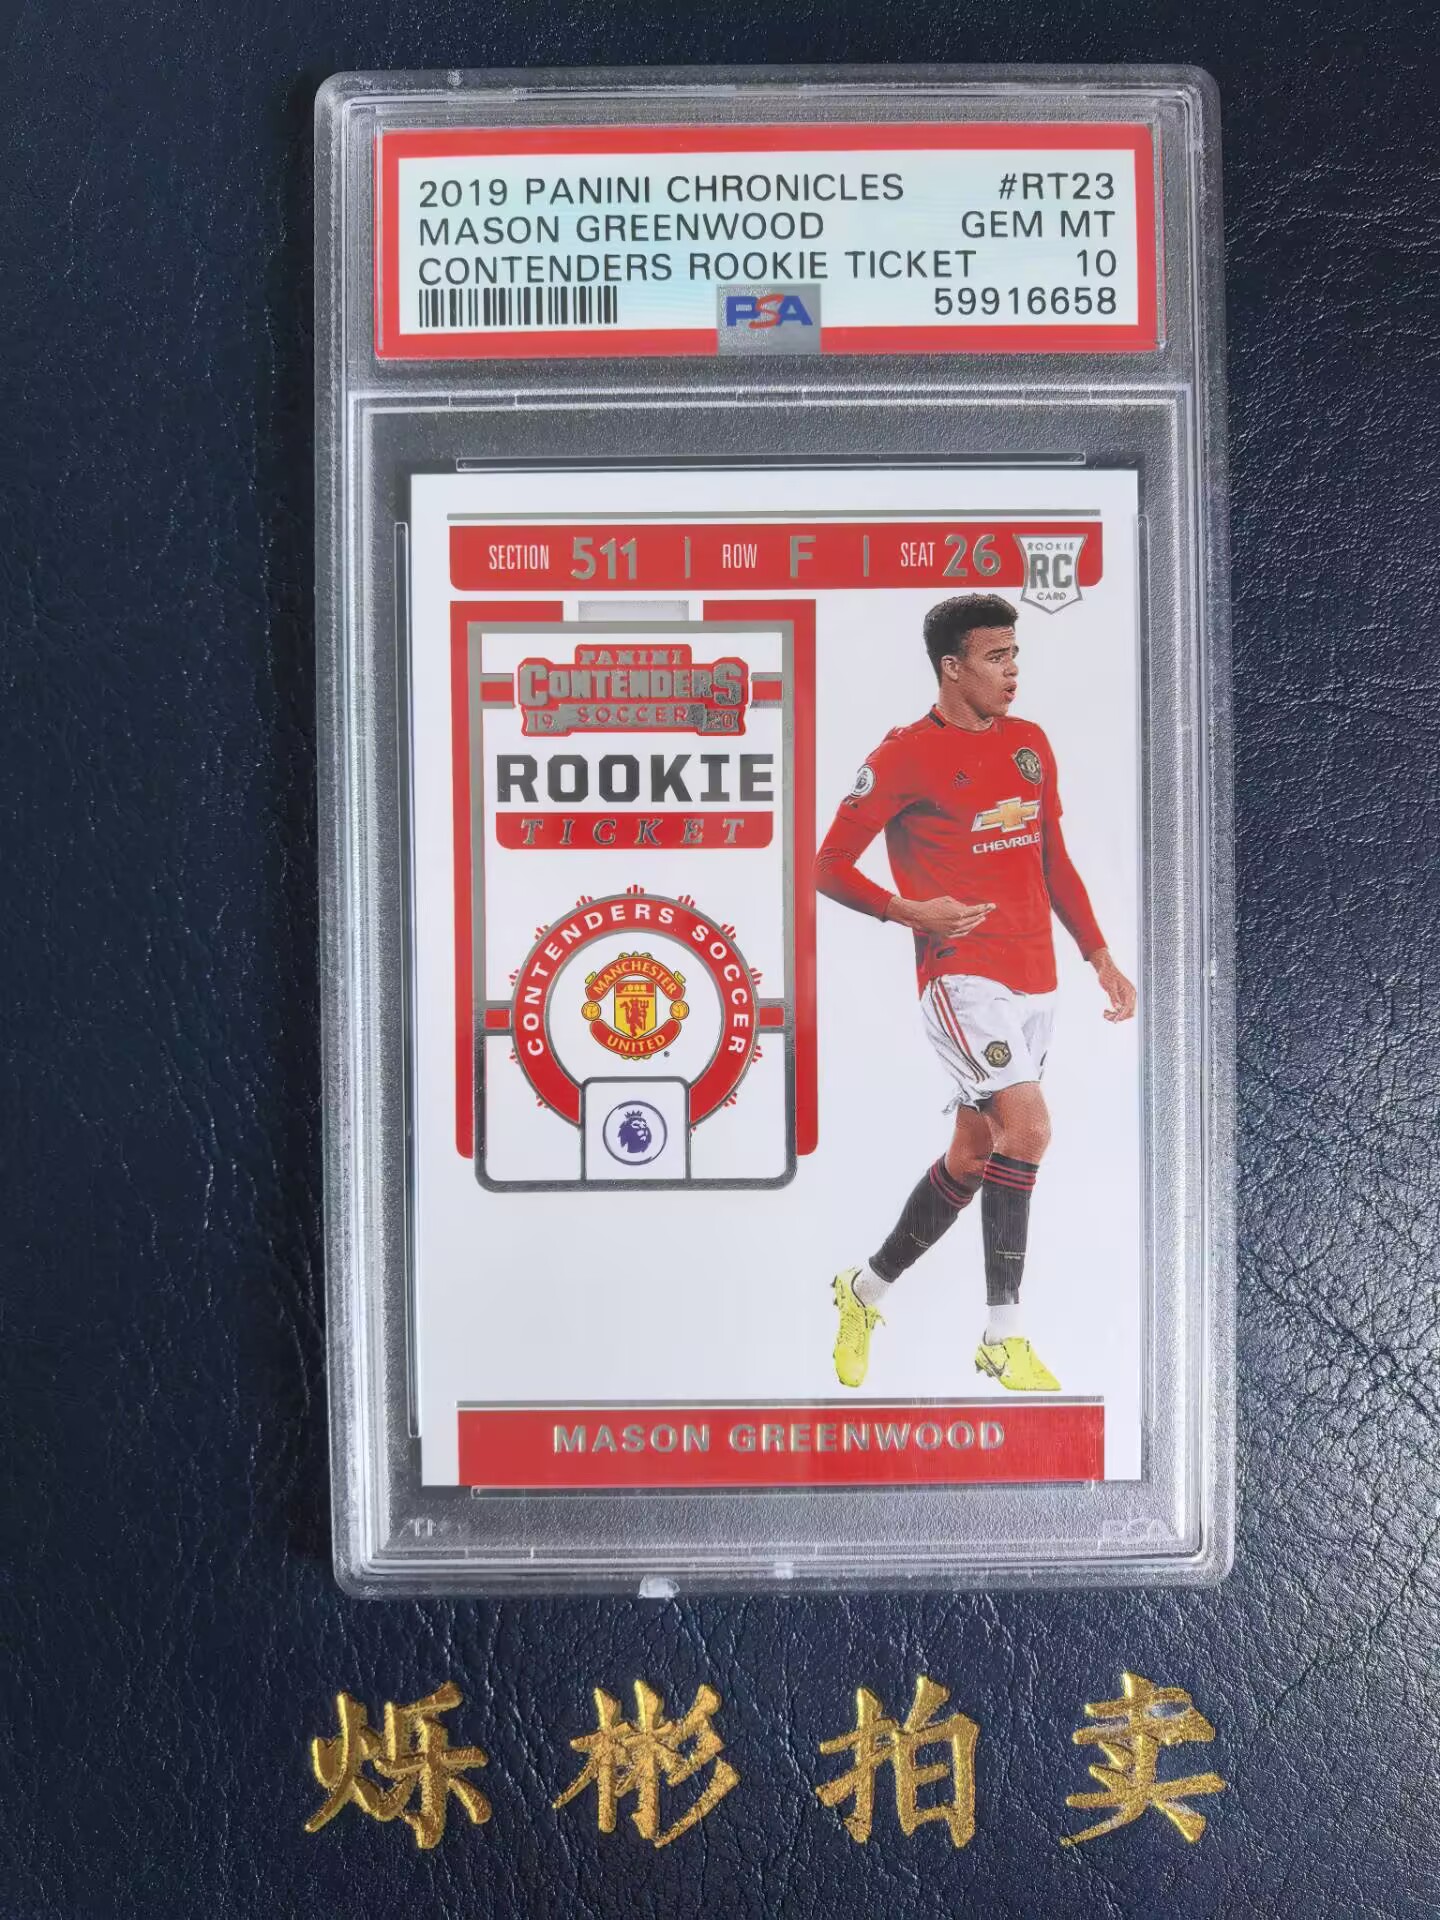 2019 PANINI CHRONICLES #RT23
MASON GREENWOOD GEM MT
CONTENDERS ROOKIE TICKET 10
PSA 59916658
SECTION 511 | ROW F | SEAT 26
ROOKIE
RC
CARD
PANINI
CONTENDERS
19 SOCCER 20
ROOKIE
TICKET
CONTENDERS SOCCER
MANCHESTER
UNITED
CHEVROLET
MASON GREENWOOD
PSA
烁彬拍卖